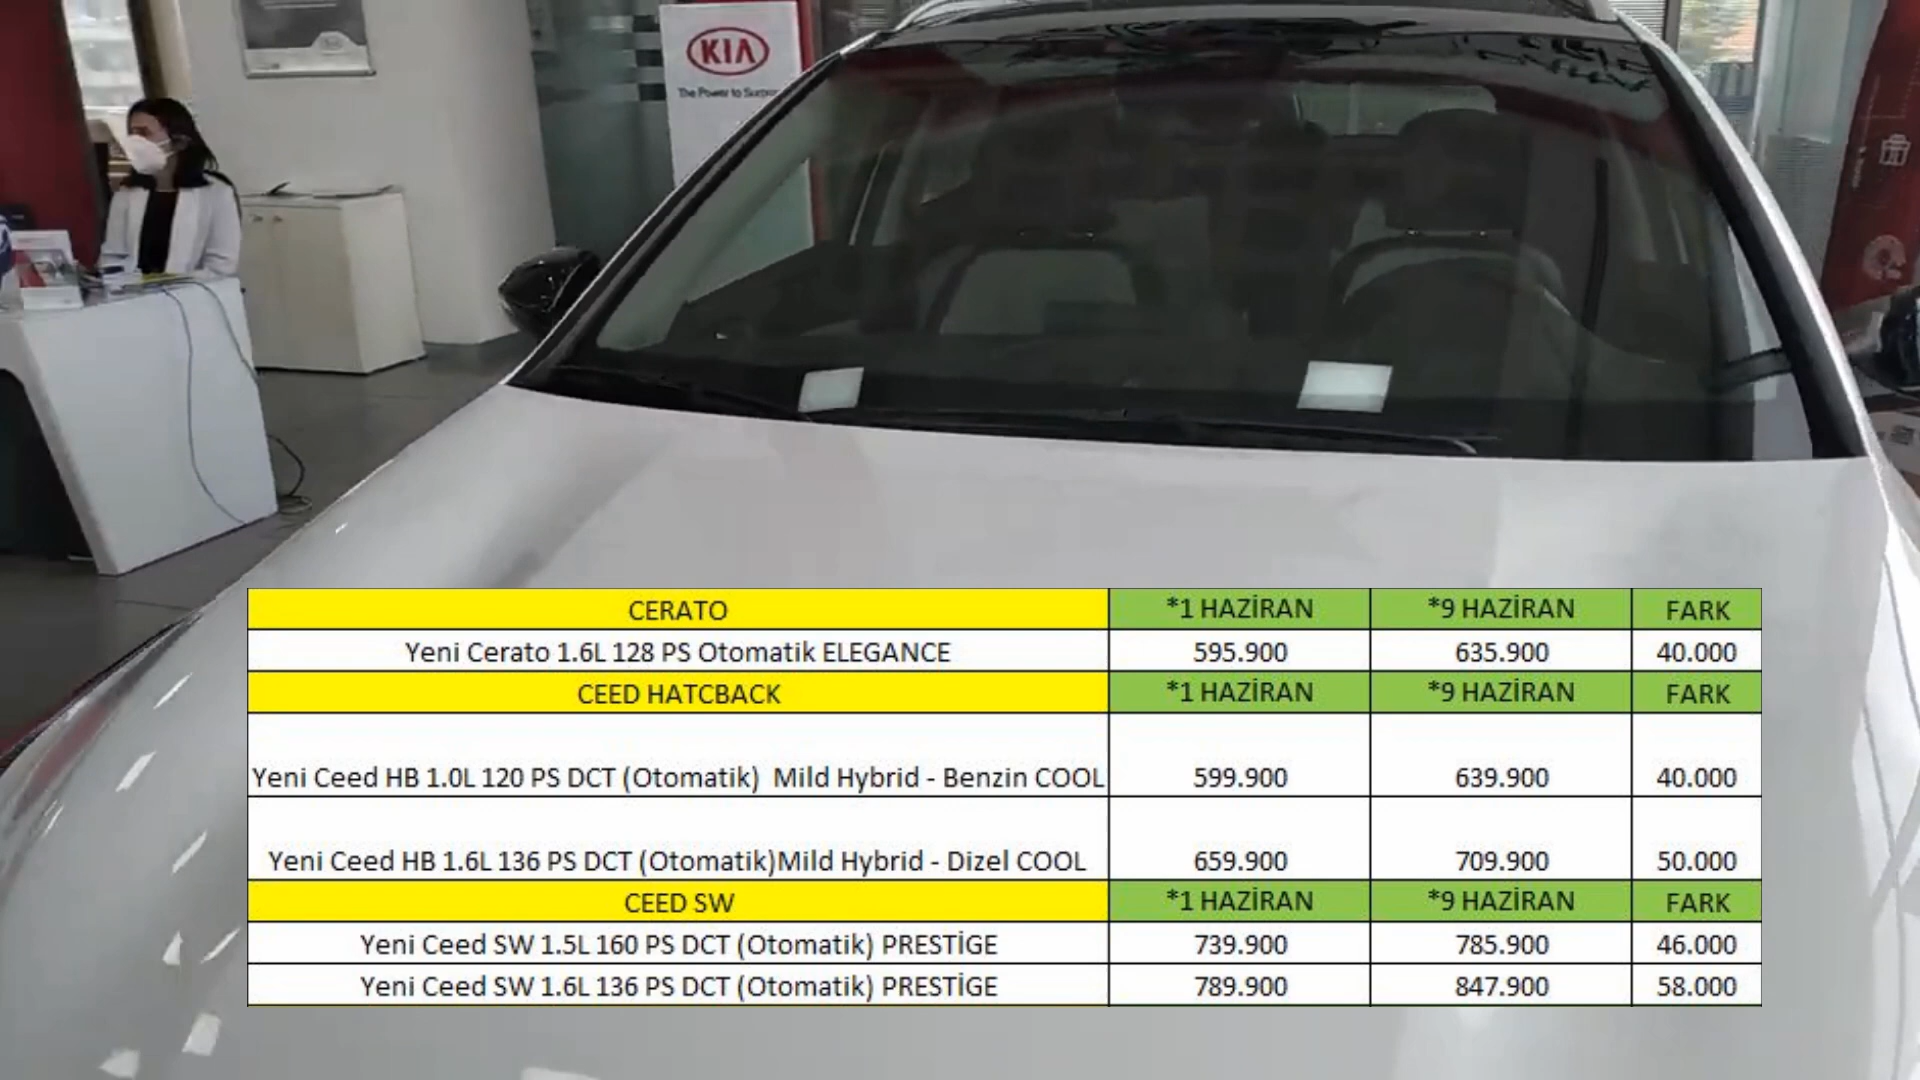 KIA
The Power to
CERATO *1 HAZİRAN *9 HAZİRAN FARK
Yeni Cerato 1.6L 128 PS Otomatik ELEGANCE 595.900 635.900 40.000
CEED HATCBACK *1 HAZİRAN *9 HAZİRAN FARK
Yeni Ceed HB 1.0L 120 PS DCT (Otomatik) Mild Hybrid - Benzin COOL 599.900 639.900 40.000
Yeni Ceed HB 1.6L 136 PS DCT (Otomatik)Mild Hybrid - Dizel COOL 659.900 709.900 50.000
CEED SW *1 HAZİRAN *9 HAZİRAN FARK
Yeni Ceed SW 1.5L 160 PS DCT (Otomatik) PRESTİGE 739.900 785.900 46.000
Yeni Ceed SW 1.6L 136 PS DCT (Otomatik) PRESTİGE 789.900 847.900 58.000